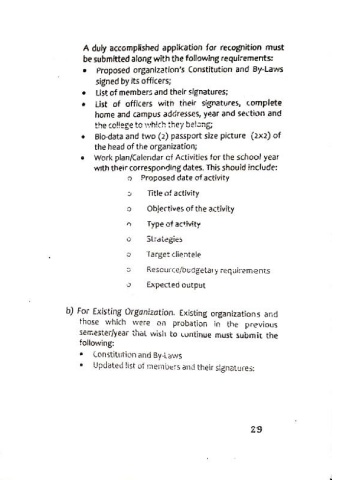 A duly accomplished application for recognition must
be submitted along with the following requirements:
• Proposed organization's Constitution and By-Laws
signed by its officers;
• List of members and their signatures;
• List of officers with their signatures, complete
home and campus addresses, year and section and
the college to which they belong;
• Bio-data and two (2) passport size picture (2x2) of
the head of the organization;
• Work plan/Calendar of Activities for the school year
with their corresponding dates. This should include:
o Proposed date of activity
o Title of activity
o Objectives of the activity
o Type of activity
o Strategies
o Target clientele
o Resource/budgetary requirements
o Expected output
b) For Existing Organization. Existing organizations and
those which were on probation in the previous
semester/year that wish to continue must submit the
following:
• Constitution and By-Laws
• Updated list of members and their signatures;
29